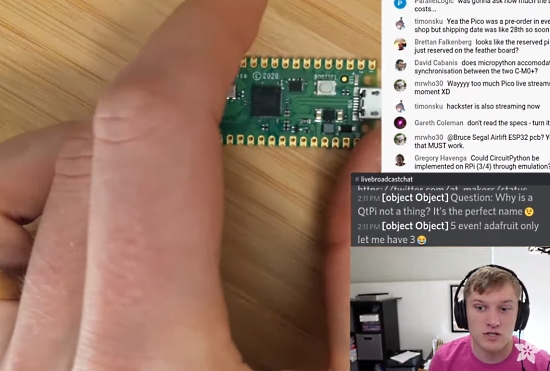 © 2020
ParallelLogic was gonna ask how much the
costs...
timonsku Yea the Pico was a pre-order in eve
shop but shipping date was like 28th so soon
Brettan Falkenberg looks like the reserved pi
just reserved on the feather board?
David Cabanis does micropython accomoda
synchronisation between the two C-M0+?
mrwho30 Wayyyy too much Pico live streams
moment XD
timonsku hackster is also streaming now
Gareth Coleman don't read the specs - turn it
mrwho30 @Bruce Segal Airlift ESP32 pcb? Y
that MUST work.
Gregory Havenga Could CircuitPython be
implemented on RPi (3/4) through emulation?
# livebroadcastchat
https://twitter.com/at_makers/status
2:11 PM [object Object] Question: Why is a
QtPi not a thing? It's the perfect name😉
2:11 PM [object Object] 5 even! adafruit only
let me have 3😅